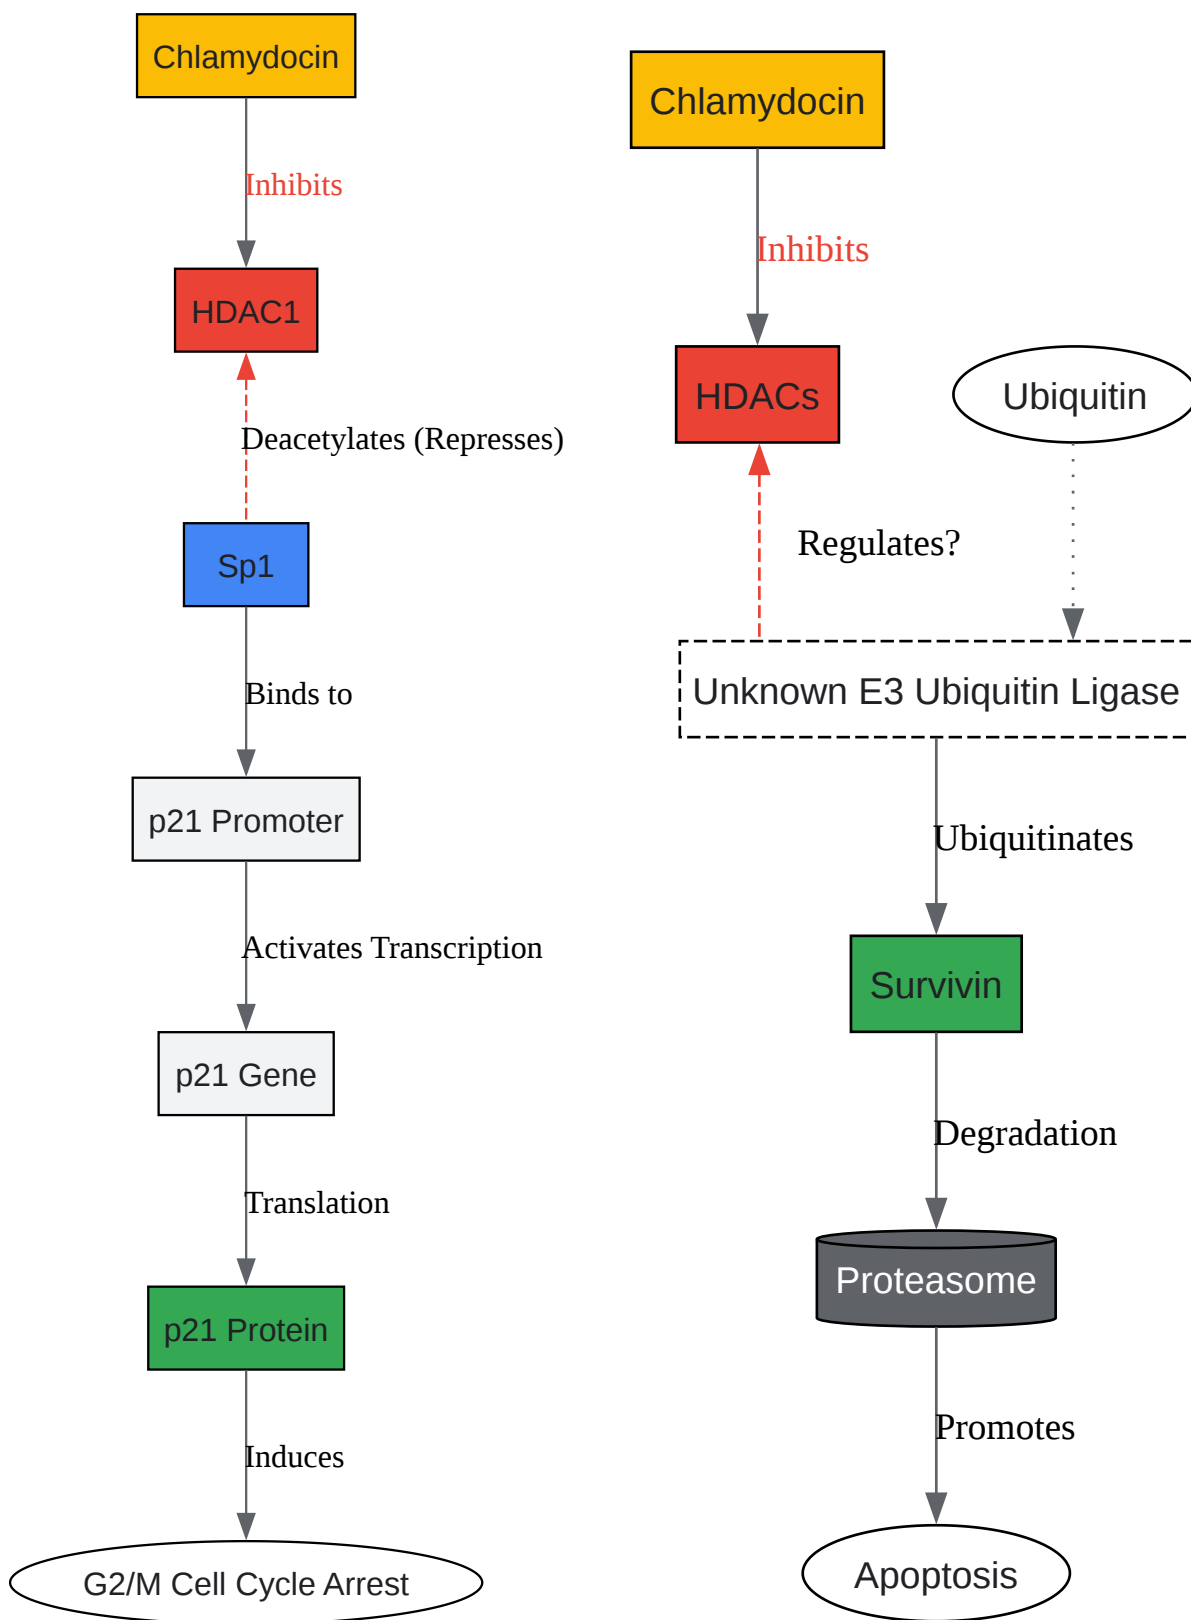 Chlamydocin
Inhibits
HDAC1
Deacetylates (Represses)
Sp1
Binds to
p21 Promoter
Activates Transcription
p21 Gene
Translation
p21 Protein
Induces
G2/M Cell Cycle Arrest
Chlamydocin
Inhibits
HDACs
Ubiquitin
Regulates?
Unknown E3 Ubiquitin Ligase
Ubiquitinates
Survivin
Degradation
Proteasome
Promotes
Apoptosis